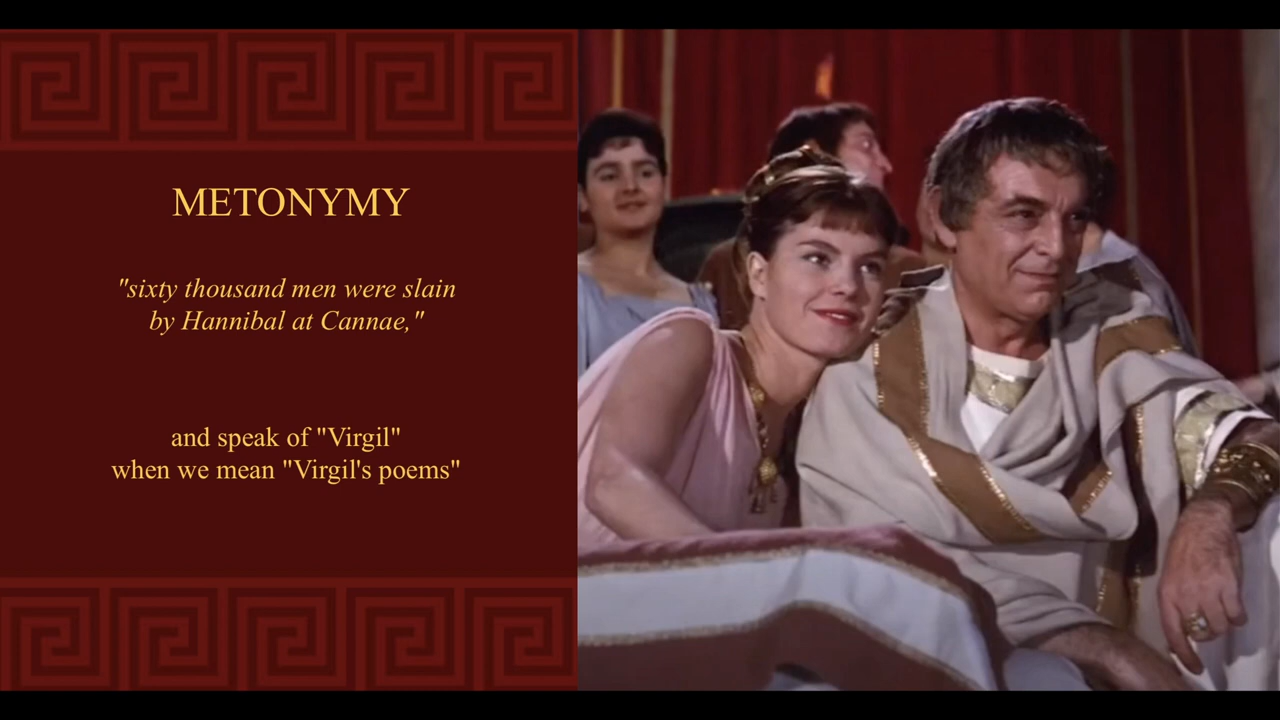 METONYMY
"sixty thousand men were slain
by Hannibal at Cannae,"
and speak of "Virgil"
when we mean "Virgil's poems"